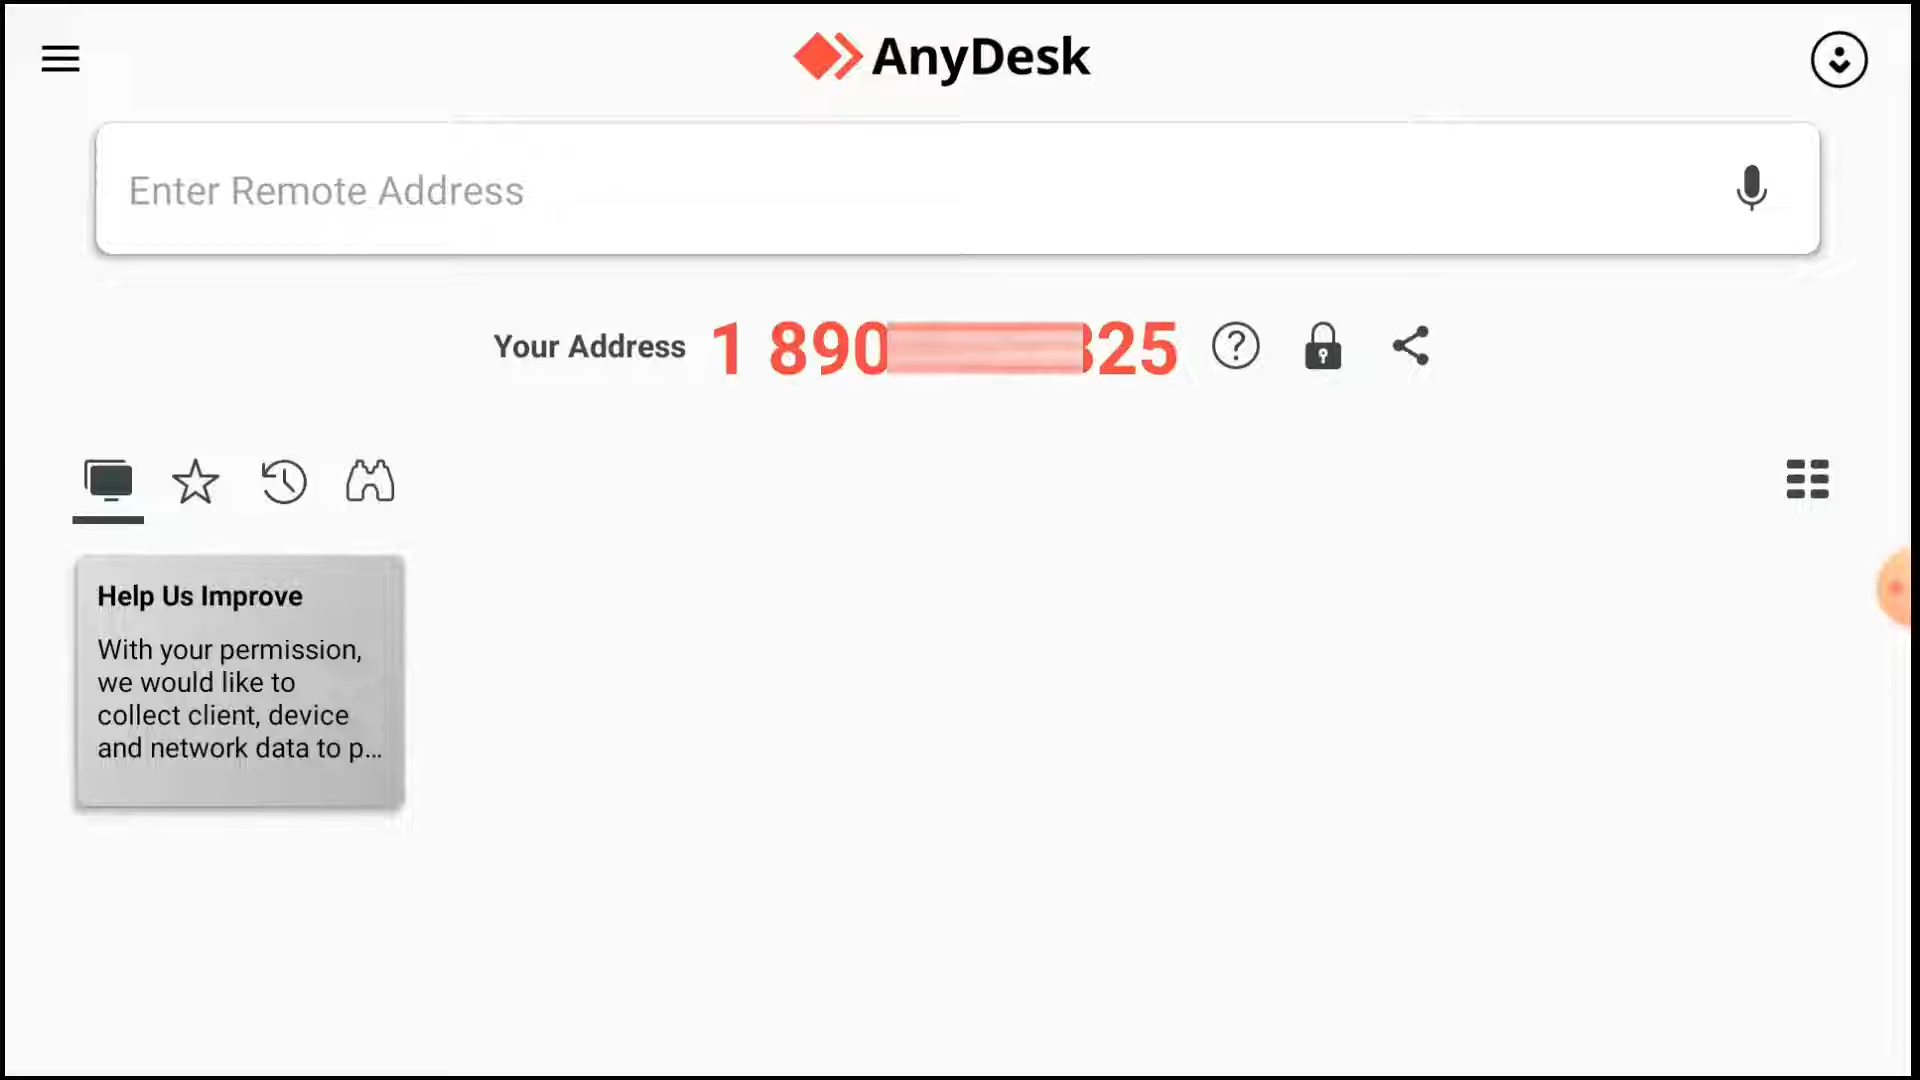 AnyDesk
Enter Remote Address
Your Address 1 890 25
Help Us Improve
With your permission,
we would like to
collect client, device
and network data to p...